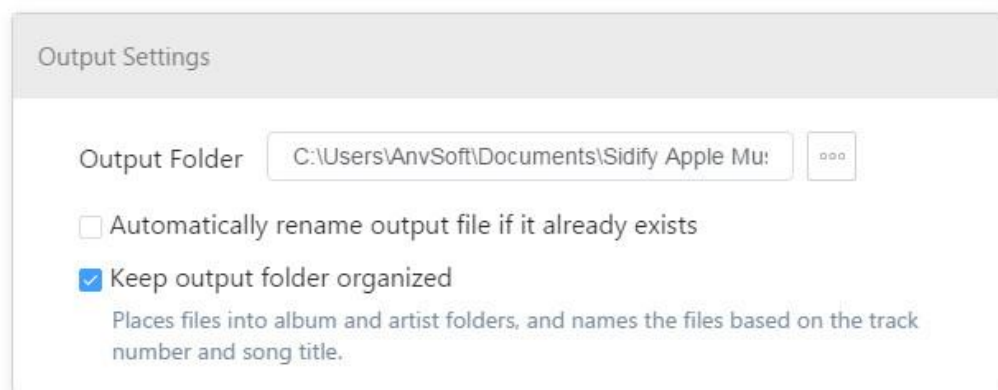 Output Settings
Output Folder C:\Users\AnvSoft\Documents\Sidify Apple Mu
Automatically rename output file if it already exists
Keep output folder organized
Places files into album and artist folders, and names the files based on the track
number and song title.